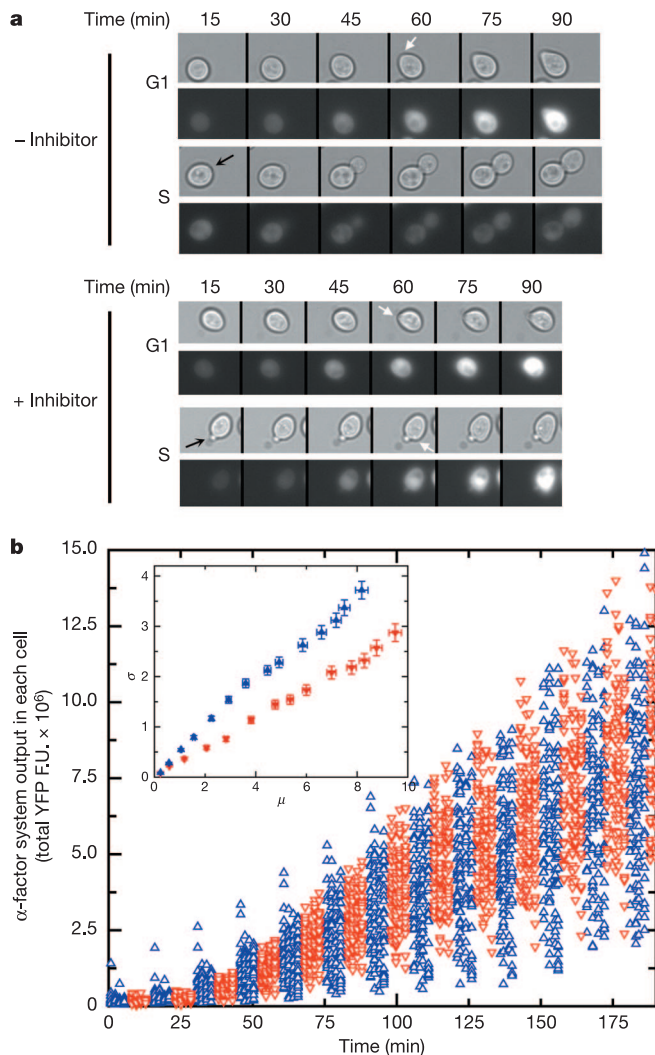 a
Time (min) 15 30 45 60 75 90
G1
– Inhibitor
S
Time (min) 15 30 45 60 75 90
G1
+ Inhibitor
S
b
15.0
12.5
10.0
7.5
5.0
2.5
0
α-factor system output in each cell
(total YFP F.U. × 10⁶)
4
3
2
1
0
σ
0 2 4 6 8 10
μ
0 25 50 75 100 125 150 175
Time (min)